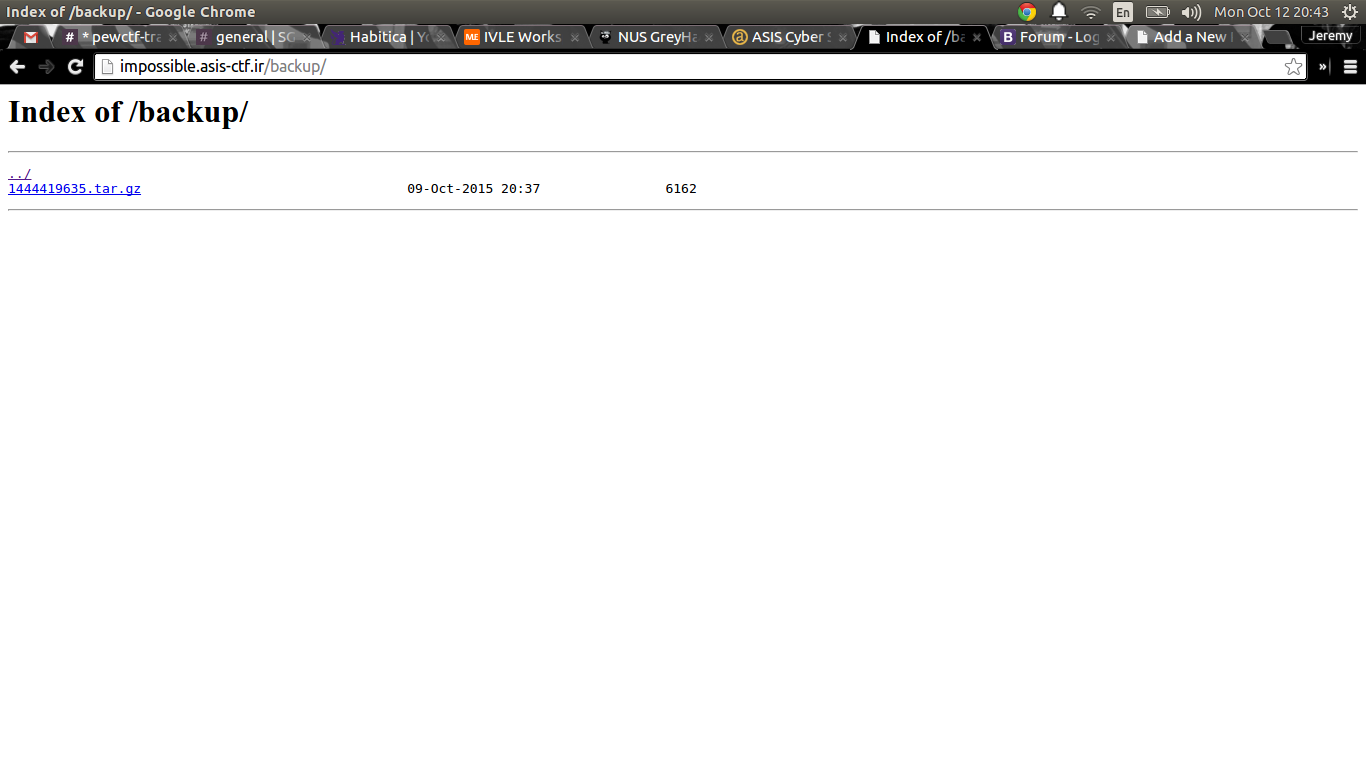 Index of /backup/ - Google Chrome
En
Mon Oct 12 20:43
# * pewctf-tra
# general | SG
Habitica | Yo
ME IVLE Works
NUS GreyHa
ASIS Cyber S
Index of /ba
B Forum - Log
Add a New
Jeremy
impossible.asis-ctf.ir/backup/
»
Index of /backup/
../
1444419635.tar.gz 09-Oct-2015 20:37 6162